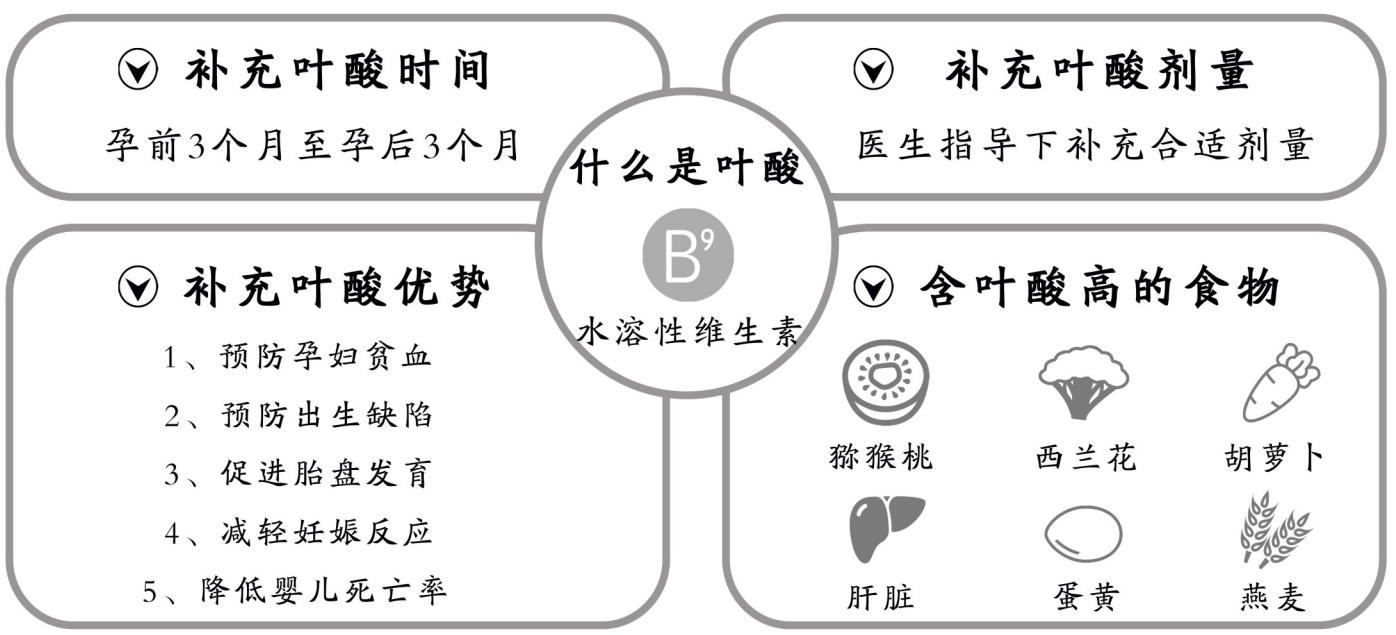 补充叶酸时间
孕前3个月至孕后3个月
补充叶酸剂量
医生指导下补充合适剂量
什么是叶酸
B⁹
水溶性维生素
补充叶酸优势
1、预防孕妇贫血
2、预防出生缺陷
3、促进胎盘发育
4、减轻妊娠反应
5、降低婴儿死亡率
含叶酸高的食物
猕猴桃 西兰花 胡萝卜
肝脏 蛋黄 燕麦